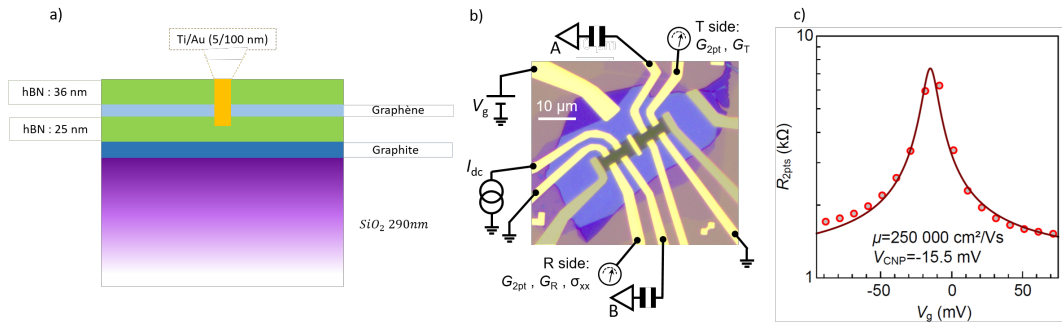 a)
Ti/Au (5/100 nm)
hBN : 36 nm
Graphène
hBN : 25 nm
Graphite
SiO₂ 290nm
b)
A
T side:
G2pt , GT
Vg
10 µm
Idc
R side:
G2pt , GR , σxx
B
c)
10
R2pts (kΩ)
µ=250 000 cm²/Vs
VCNP=-15.5 mV
1
-50
0
50
Vg (mV)